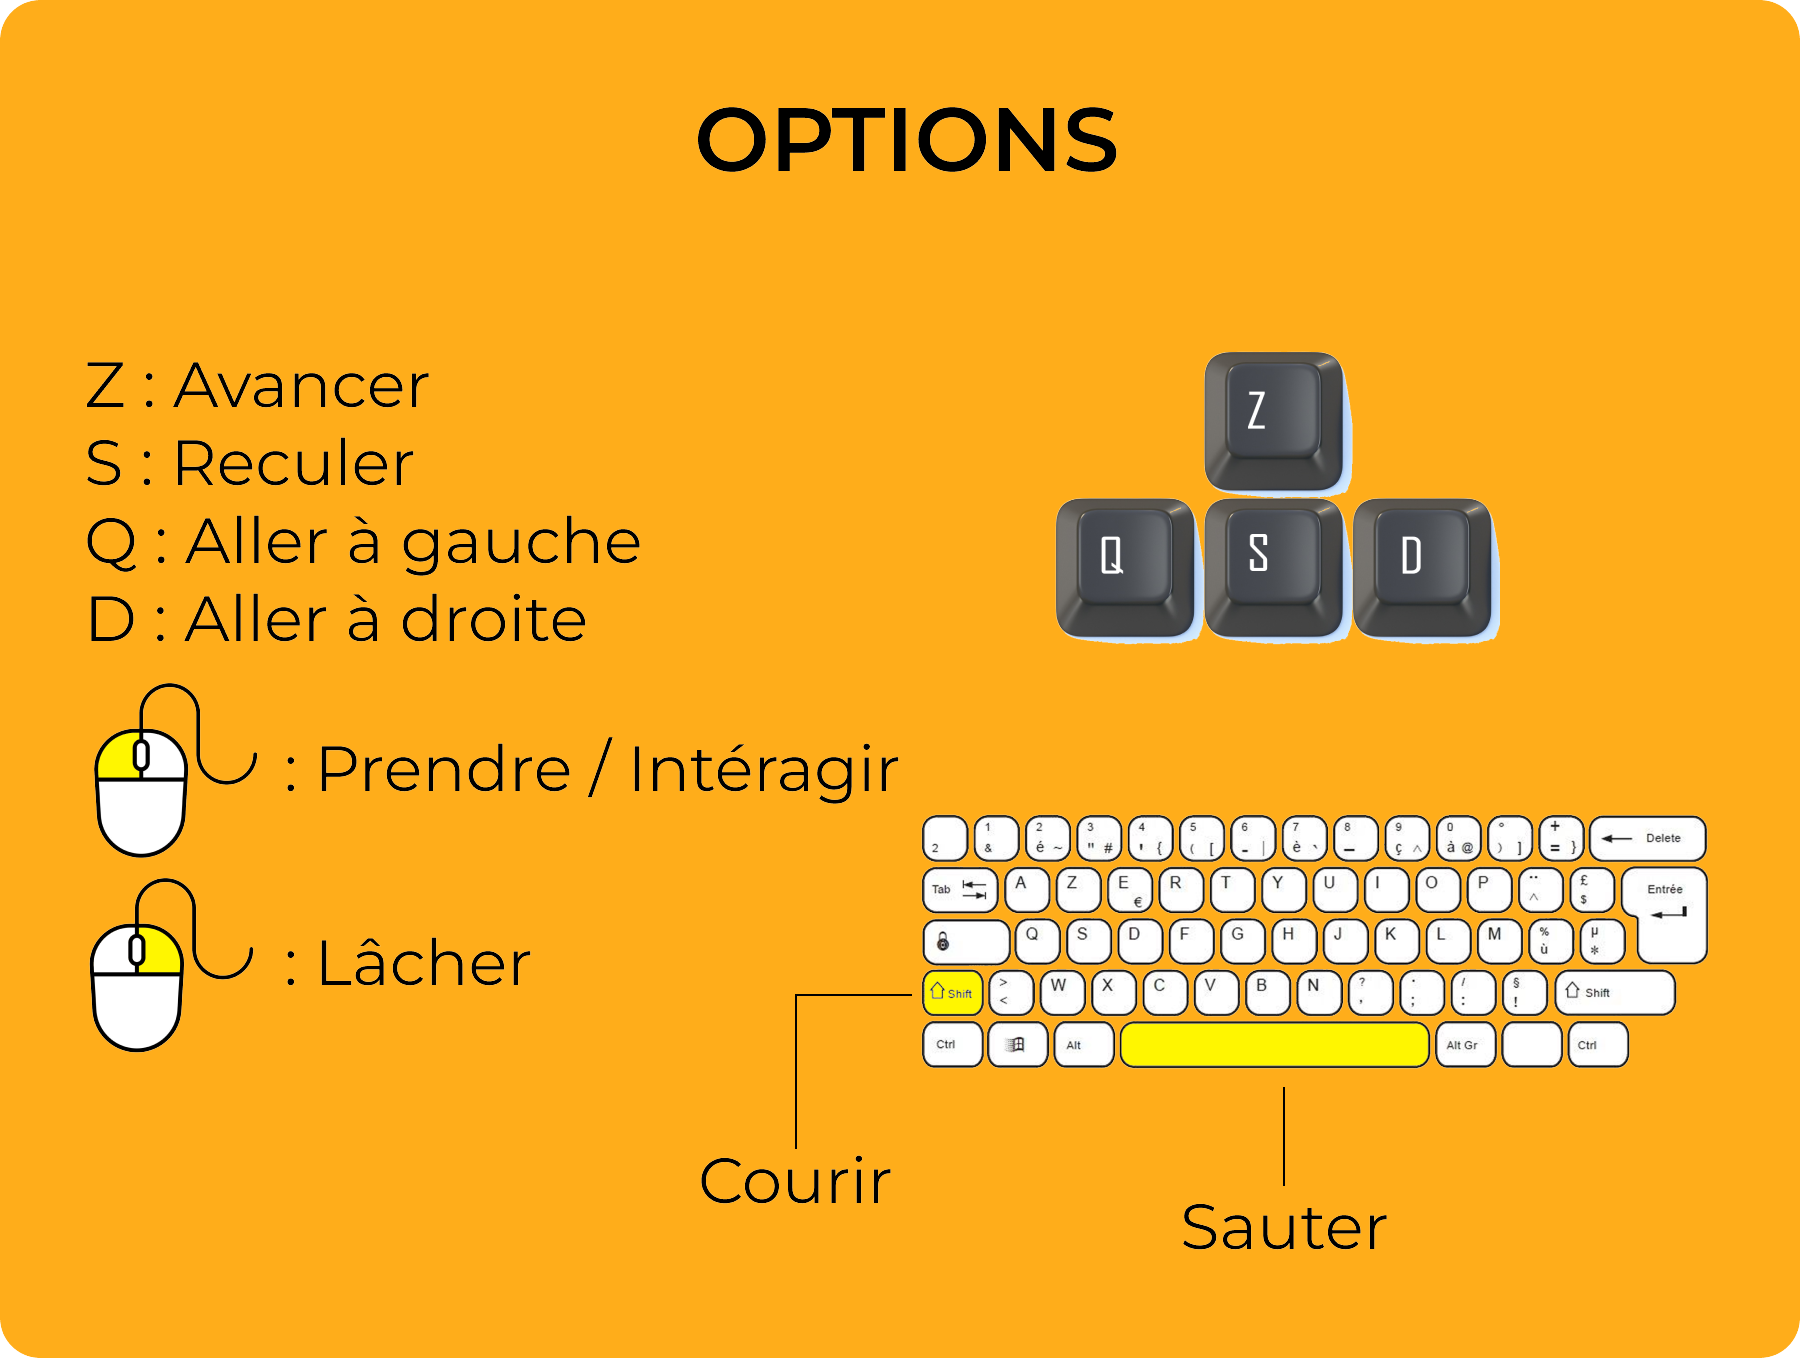 OPTIONS
Z : Avancer
S : Reculer
Q : Aller à gauche
D : Aller à droite
: Prendre / Intéragir
: Lâcher
Z
Q S D
2 1 & 2 é ~ 3 " # 4 ' { 5 ( [ 6 - | 7 è ` 8 _ 9 ç ^ 0 à @ ° ) ] + = } Delete
Tab A Z E € R T Y U I O P ¨ ^ £ $ Entrée
Q S D F G H J K L M % ù µ *
Shift > < W X C V B N ? , . ; / : § ! Shift
Ctrl Alt Alt Gr Ctrl
Courir
Sauter